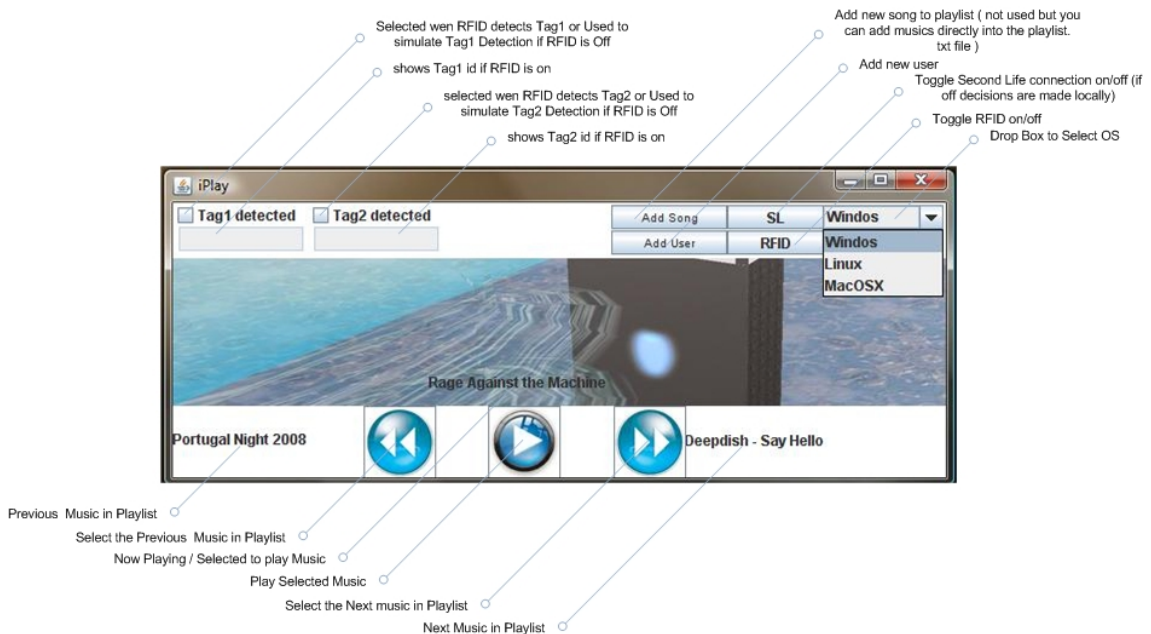 Selected wen RFID detects Tag1 or Used to
simulate Tag1 Detection if RFID is Off
shows Tag1 id if RFID is on
selected wen RFID detects Tag2 or Used to
simulate Tag2 Detection if RFID is Off
shows Tag2 id if RFID is on
Add new song to playlist ( not used but you
can add musics directly into the playlist.
txt file )
Add new user
Toggle Second Life connection on/off (if
off decisions are made locally)
Toggle RFID on/off
Drop Box to Select OS
iPlay
Tag1 detected
Tag2 detected
Add Song
SL
Windos
Add User
RFID
Windos
Linux
MacOSX
Rage Against the Machine
Portugal Night 2008
Deepdish - Say Hello
Previous Music in Playlist
Select the Previous Music in Playlist
Now Playing / Selected to play Music
Play Selected Music
Select the Next music in Playlist
Next Music in Playlist